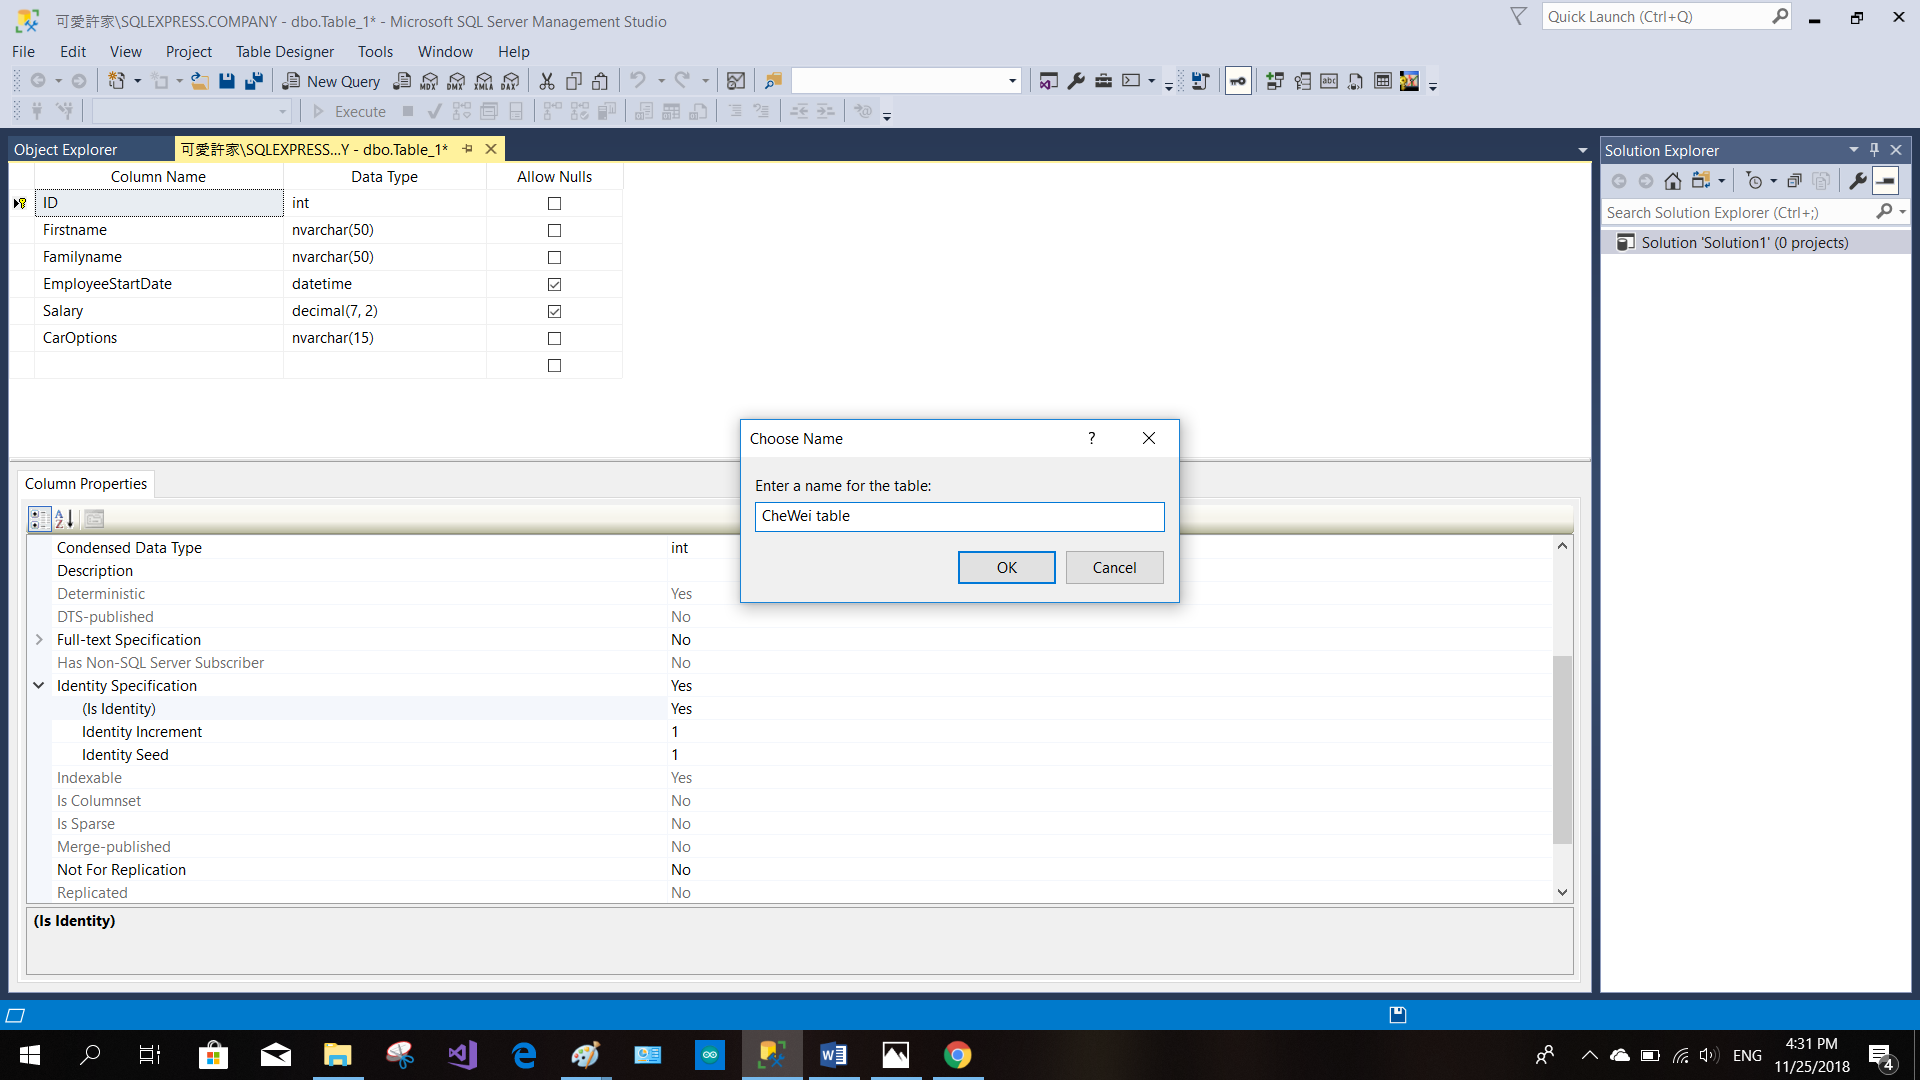 可愛許家\SQLEXPRESS.COMPANY - dbo.Table_1* - Microsoft SQL Server Management Studio
Quick Launch (Ctrl+Q)
File Edit View Project Table Designer Tools Window Help
New Query MDX DMX XMLA DAX
Execute
Object Explorer
可愛許家\SQLEXPRESS...Y - dbo.Table_1*
Column Name Data Type Allow Nulls
ID int
Firstname nvarchar(50)
Familyname nvarchar(50)
EmployeeStartDate datetime
Salary decimal(7, 2)
CarOptions nvarchar(15)
Choose Name ?
Enter a name for the table:
CheWei table
OK Cancel
Column Properties
Condensed Data Type int
Description
Deterministic Yes
DTS-published No
Full-text Specification No
Has Non-SQL Server Subscriber No
Identity Specification Yes
(Is Identity) Yes
Identity Increment 1
Identity Seed 1
Indexable Yes
Is Columnset No
Is Sparse No
Merge-published No
Not For Replication No
Replicated No
(Is Identity)
Solution Explorer
Search Solution Explorer (Ctrl+;)
Solution 'Solution1' (0 projects)
ENG
4:31 PM
11/25/2018
4